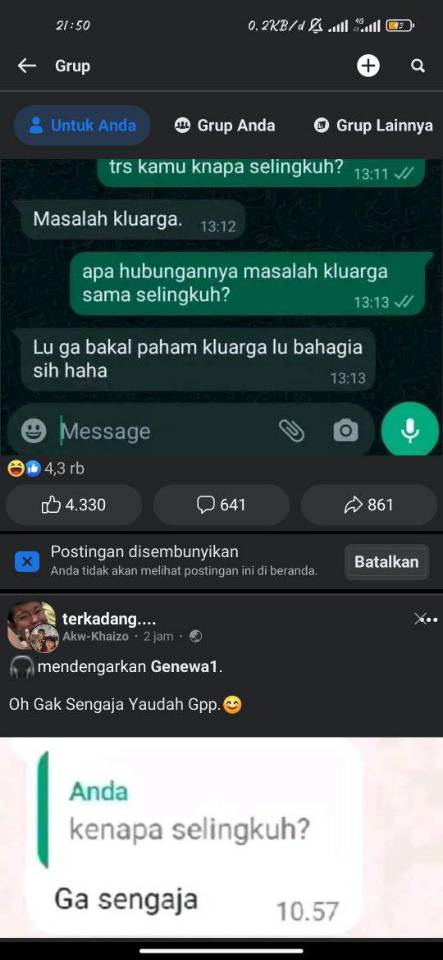 21:50
0.2KB/d
4G
Grup
Untuk Anda
Grup Anda
Grup Lainnya
trs kamu knapa selingkuh?
13:11
Masalah kluarga.
13:12
apa hubungannya masalah kluarga
sama selingkuh?
13:13
Lu ga bakal paham kluarga lu bahagia
sih haha
13:13
Message
4,3 rb
4.330
641
861
Postingan disembunyikan
Anda tidak akan melihat postingan ini di beranda.
Batalkan
terkadang....
Akw-Khaizo · 2 jam ·
mendengarkan Genewa1.
Oh Gak Sengaja Yaudah Gpp.😊
Anda
kenapa selingkuh?
Ga sengaja
10.57